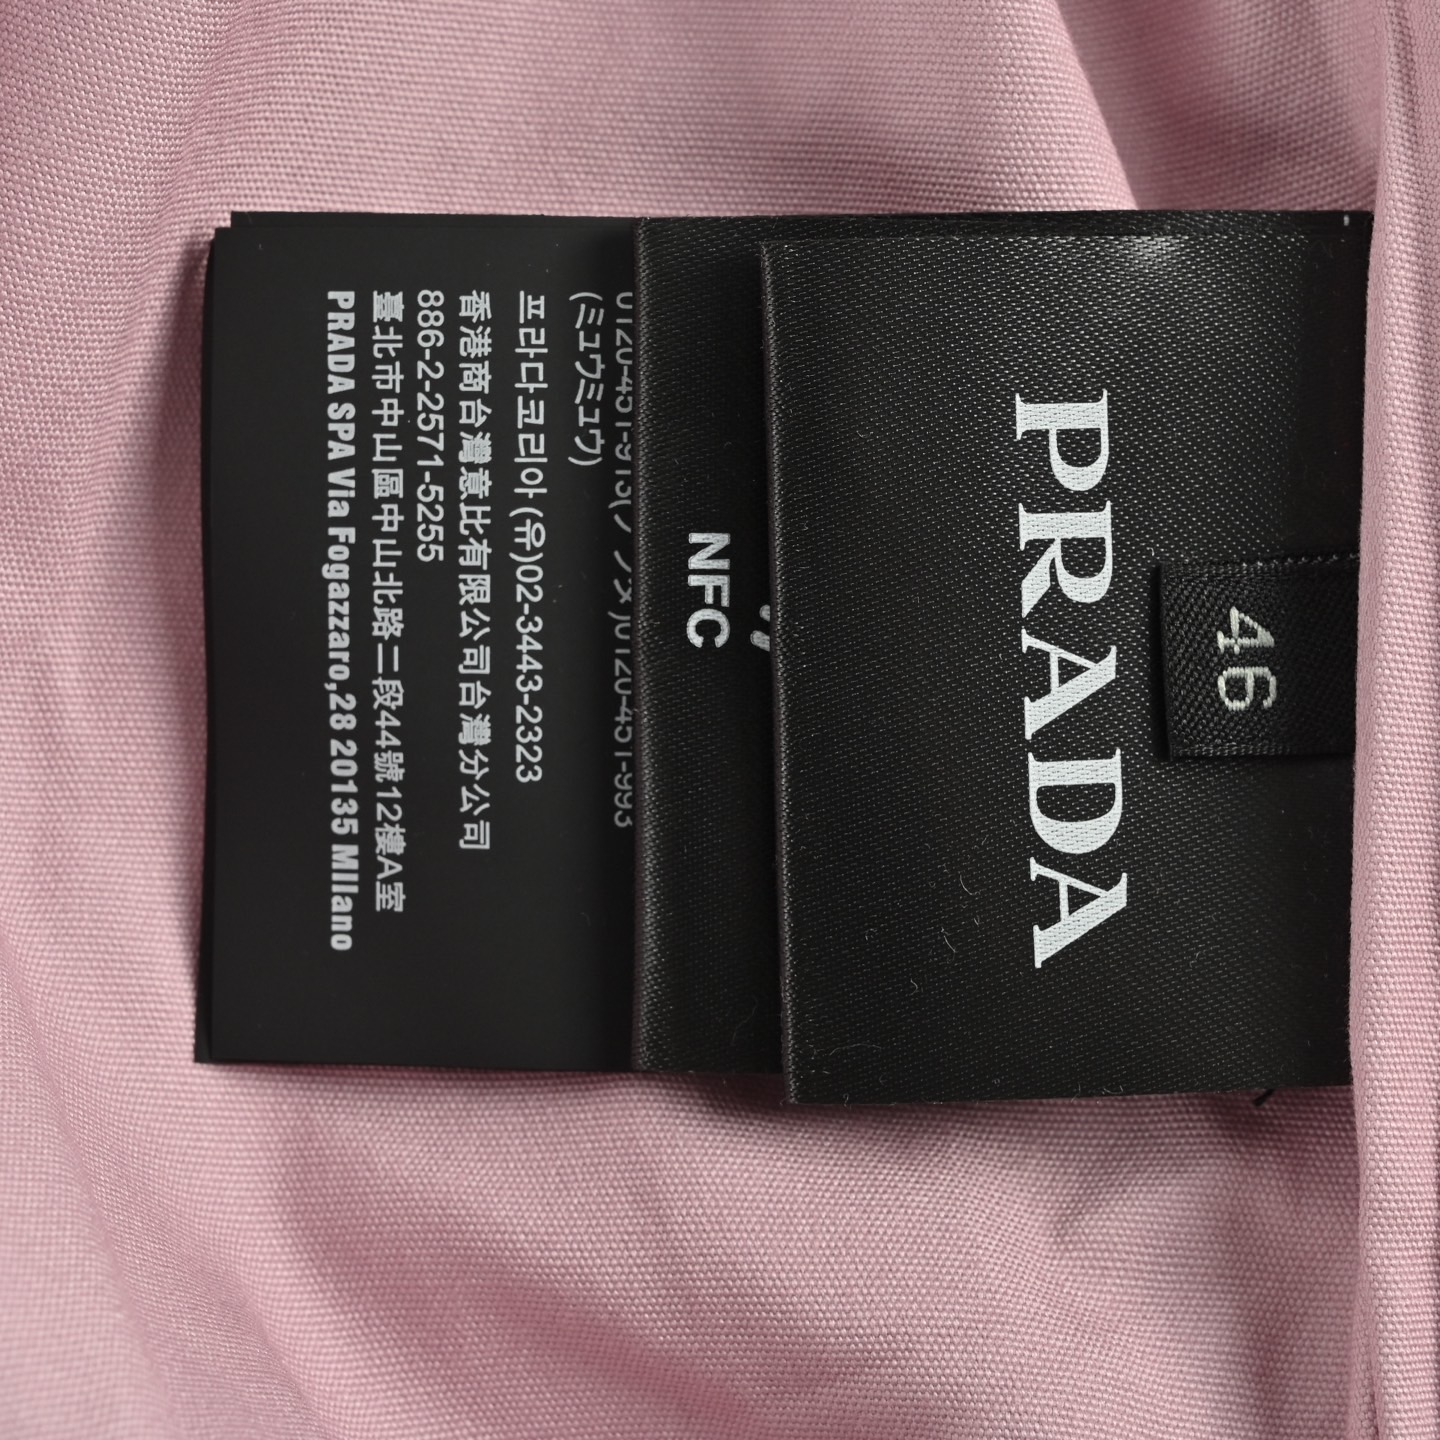 46
PRADA
NFC
(ミュウミュウ)
프라다코리아 (유)02-3443-2323
香港商台灣意比有限公司台灣分公司
886-2-2571-5255
臺北市中山區中山北路二段44號12樓A室
PRADA SPA Via Fogazzaro,28 20135 MIlano